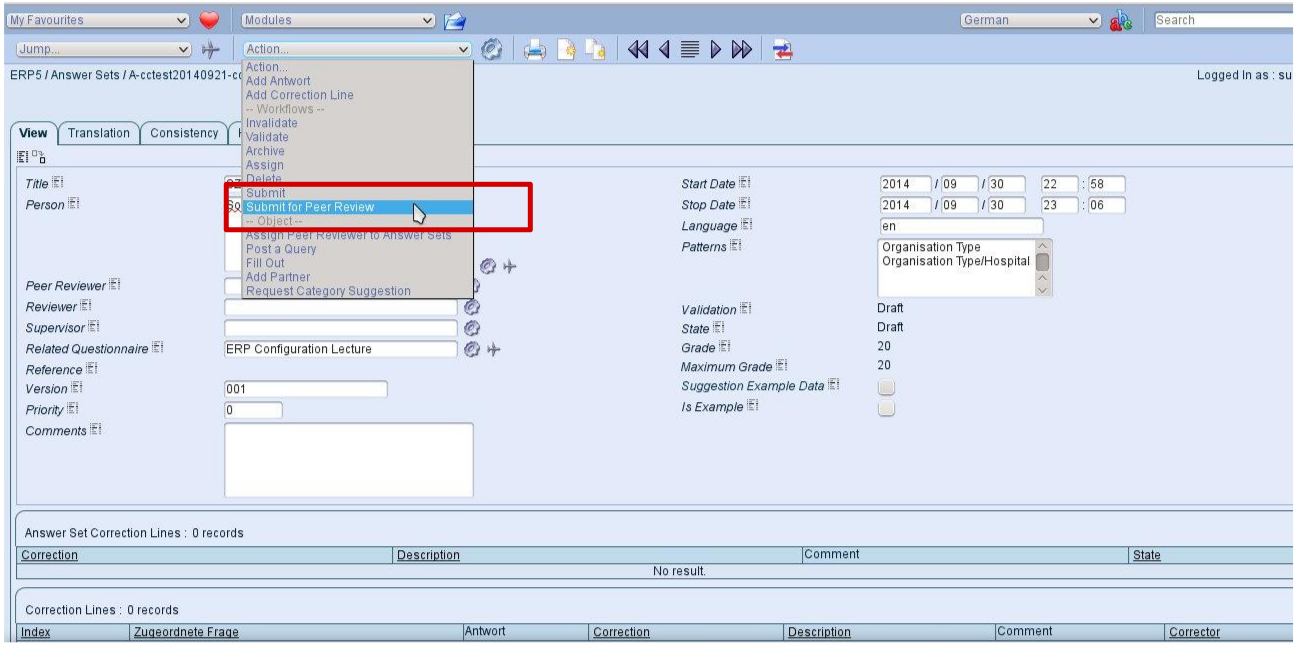 My Favourites Modules German Search
Jump... Action...
ERP5 / Answer Sets / A-cctest20140921- Logged In as : su
Action...
Add Antwort
Add Correction Line
-- Workflows --
Invalidate
Validate
Archive
Assign
Delete
Submit
Submit for Peer Review
-- Object --
Assign Peer Reviewer to Answer Sets
Post a Query
Fill Out
Add Partner
Request Category Suggestion
View Translation Consistency
Title
Person
Peer Reviewer
Reviewer
Supervisor
Related Questionnaire ERP Configuration Lecture
Reference
Version 001
Priority 0
Comments
Start Date 2014 / 09 / 30 22 : 58
Stop Date 2014 / 09 / 30 23 : 06
Language en
Patterns Organisation Type
Organisation Type/Hospital
Validation Draft
State Draft
Grade 20
Maximum Grade 20
Suggestion Example Data
Is Example
Answer Set Correction Lines : 0 records
Correction Description Comment State
No result.
Correction Lines : 0 records
Index Zugeordnete Frage Antwort Correction Description Comment Corrector